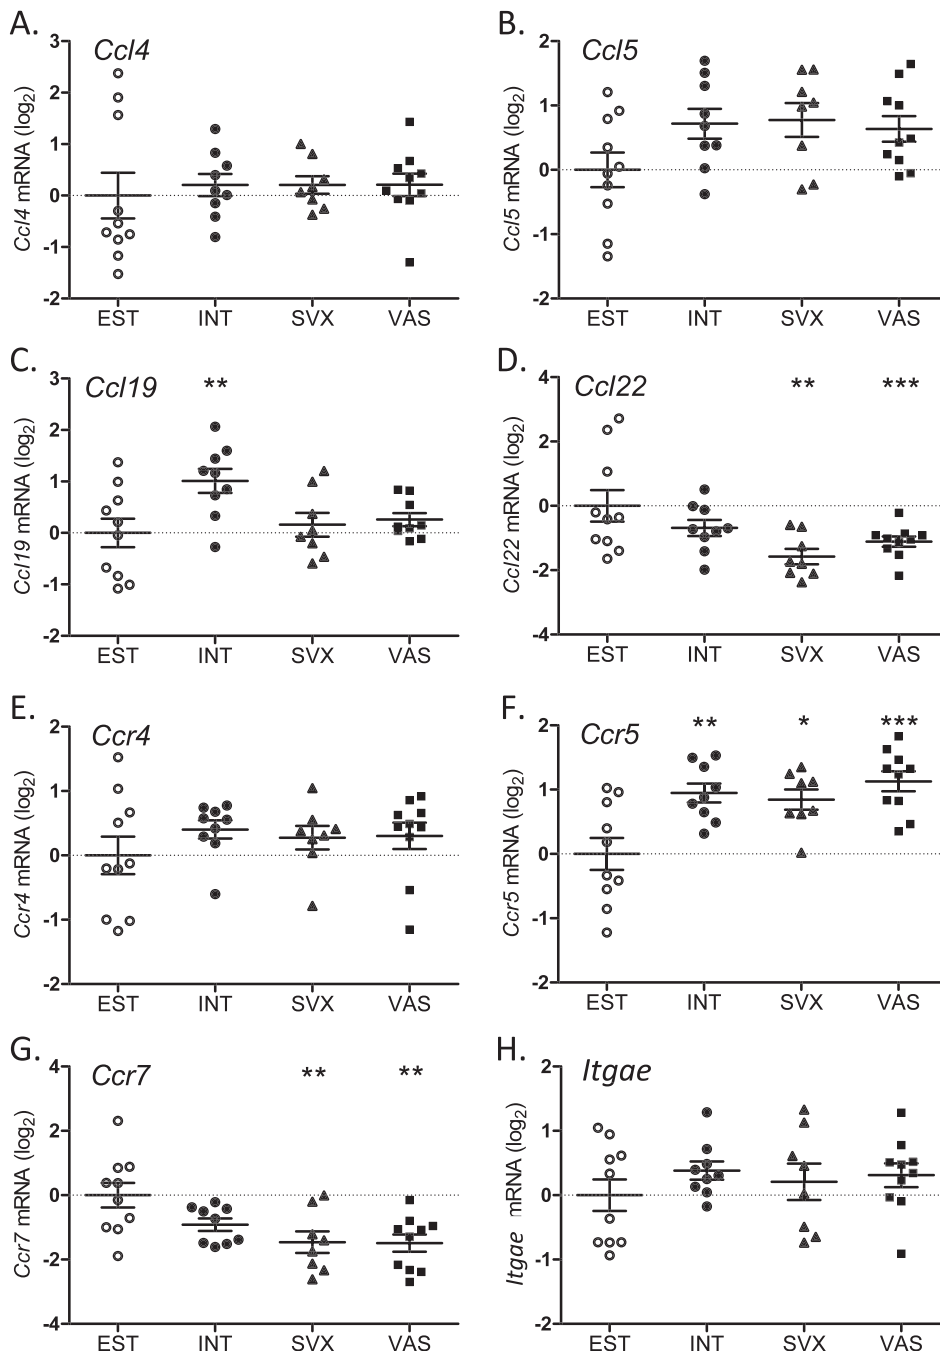 A.
Ccl4
Ccl4 mRNA (log2)
3
2
1
0
-1
-2
EST INT SVX VAS
B.
Ccl5
Ccl5 mRNA (log2)
2
1
0
-1
-2
EST INT SVX VAS
C.
Ccl19
**
Ccl19 mRNA (log2)
3
2
1
0
-1
-2
EST INT SVX VAS
D.
Ccl22
** ***
Ccl22 mRNA (log2)
4
2
0
-2
-4
EST INT SVX VAS
E.
Ccr4
Ccr4 mRNA (log2)
2
1
0
-1
-2
EST INT SVX VAS
F.
Ccr5
** * ***
Ccr5 mRNA (log2)
2
1
0
-1
-2
EST INT SVX VAS
G.
Ccr7
** **
Ccr7 mRNA (log2)
4
2
0
-2
-4
EST INT SVX VAS
H.
Itgae
Itgae mRNA (log2)
2
1
0
-1
-2
EST INT SVX VAS